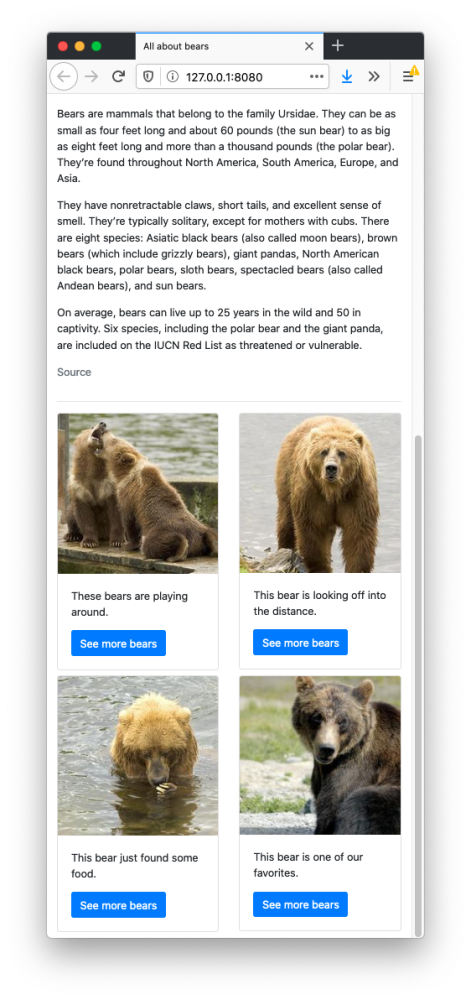 All about bears
127.0.0.1:8080
Bears are mammals that belong to the family Ursidae. They can be as
small as four feet long and about 60 pounds (the sun bear) to as big
as eight feet long and more than a thousand pounds (the polar bear).
They’re found throughout North America, South America, Europe, and
Asia.
They have nonretractable claws, short tails, and excellent sense of
smell. They’re typically solitary, except for mothers with cubs. There
are eight species: Asiatic black bears (also called moon bears), brown
bears (which include grizzly bears), giant pandas, North American
black bears, polar bears, sloth bears, spectacled bears (also called
Andean bears), and sun bears.
On average, bears can live up to 25 years in the wild and 50 in
captivity. Six species, including the polar bear and the giant panda,
are included on the IUCN Red List as threatened or vulnerable.
Source
These bears are playing
around.
See more bears
This bear is looking off into
the distance.
See more bears
This bear just found some
food.
See more bears
This bear is one of our
favorites.
See more bears